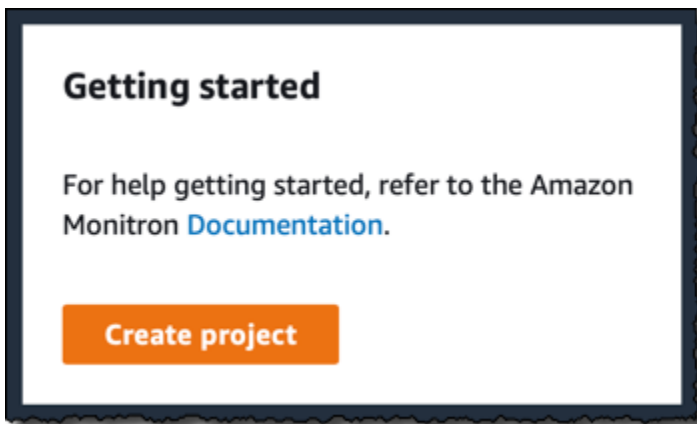 Getting started
For help getting started, refer to the Amazon
Monitron Documentation.
Create project